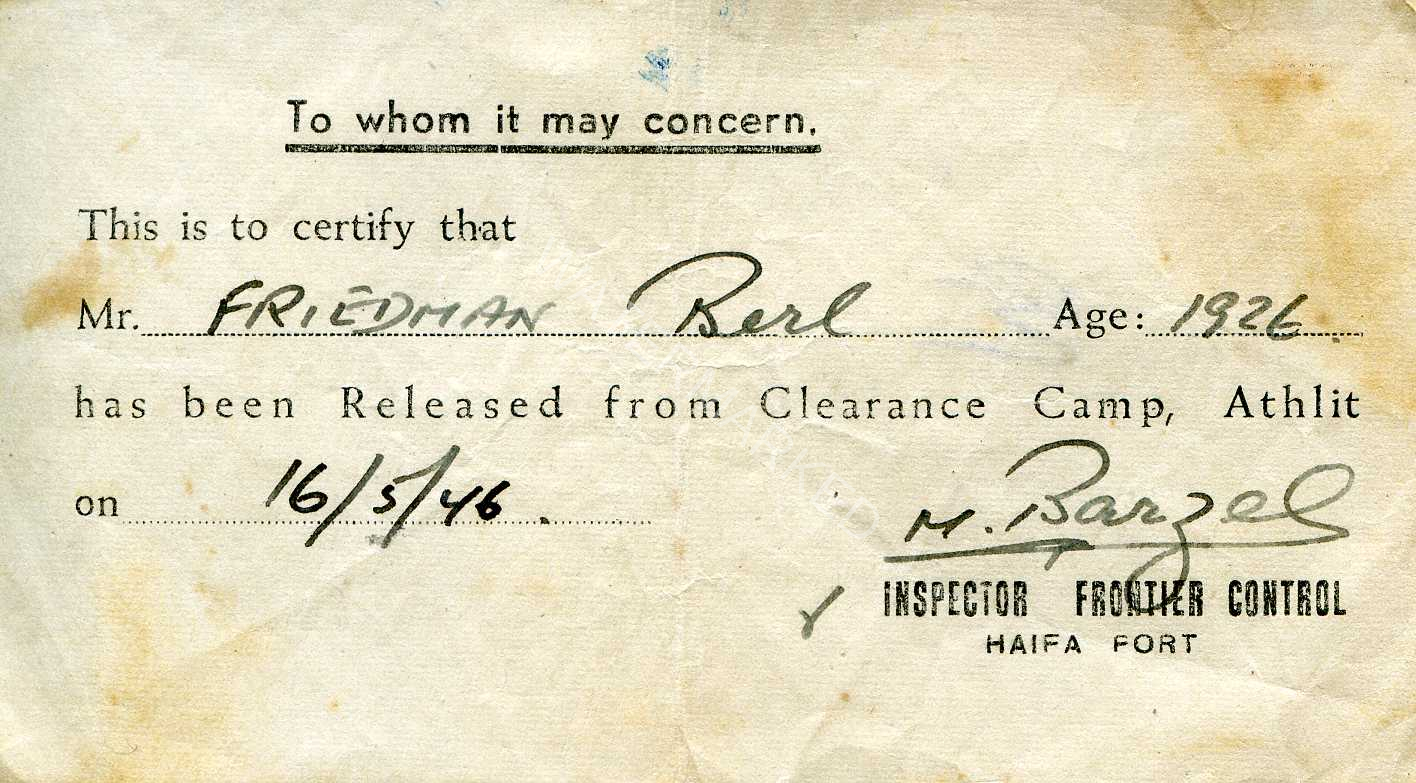 To whom it may concern.
This is to certify that
Mr. FRIEDMAN Berl Age: 1926.
has been Released from Clearance Camp, Athlit
on 16/5/46.
M. Barzel
INSPECTOR FRONTIER CONTROL
HAIFA PORT